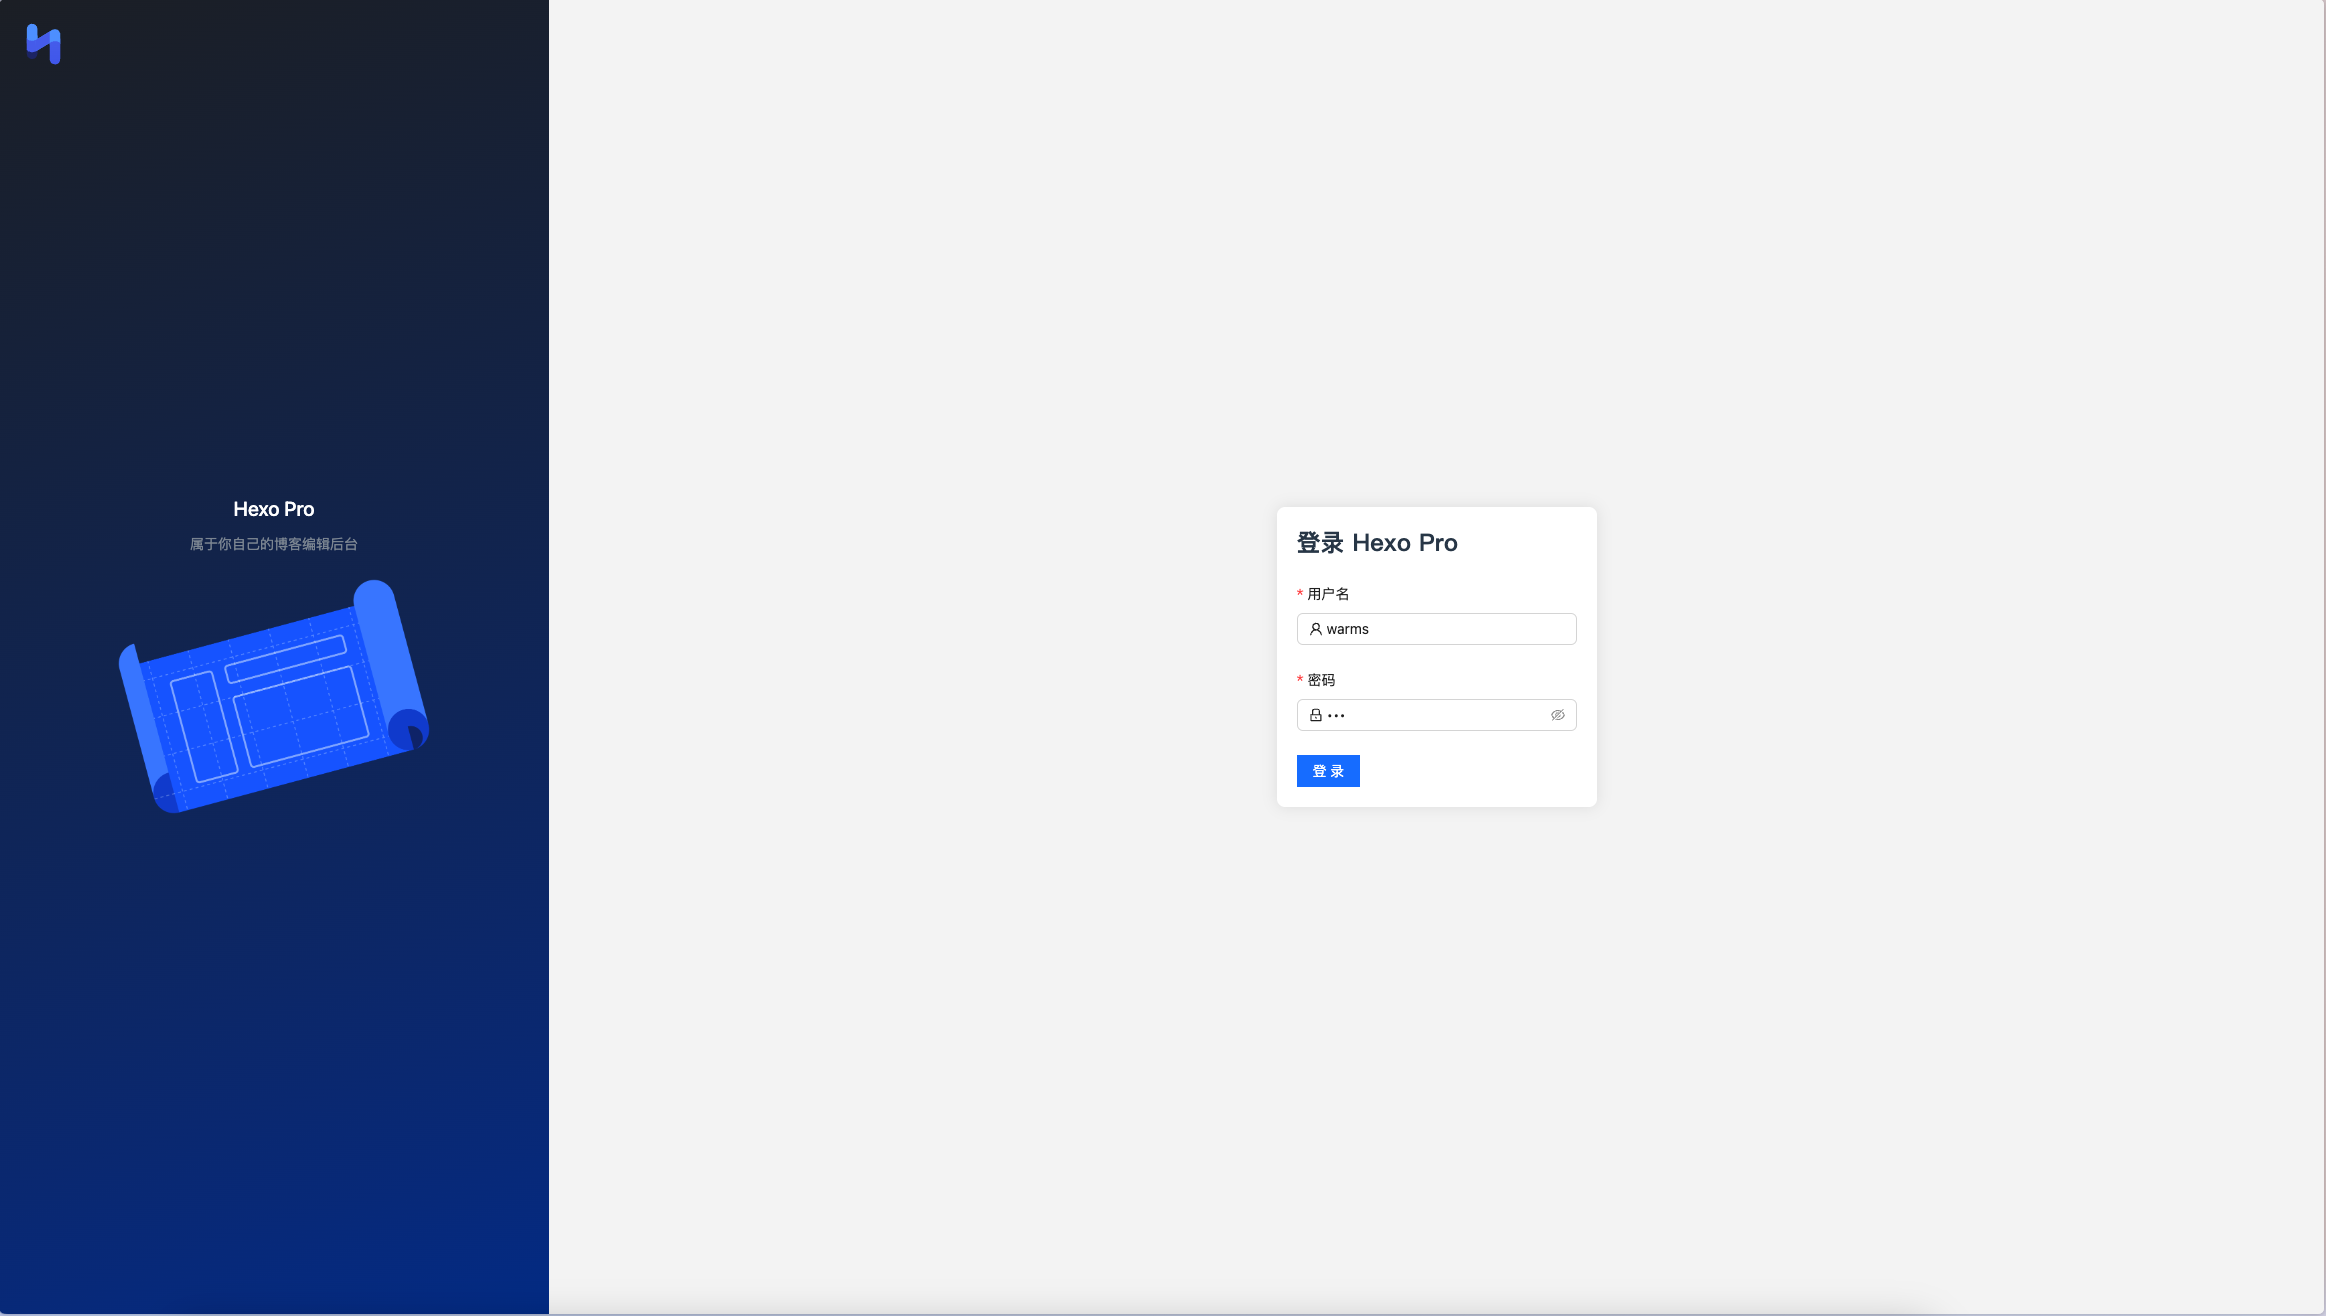 Hexo Pro
属于你自己的博客编辑后台
登录 Hexo Pro
* 用户名
warms
* 密码
•••
登 录